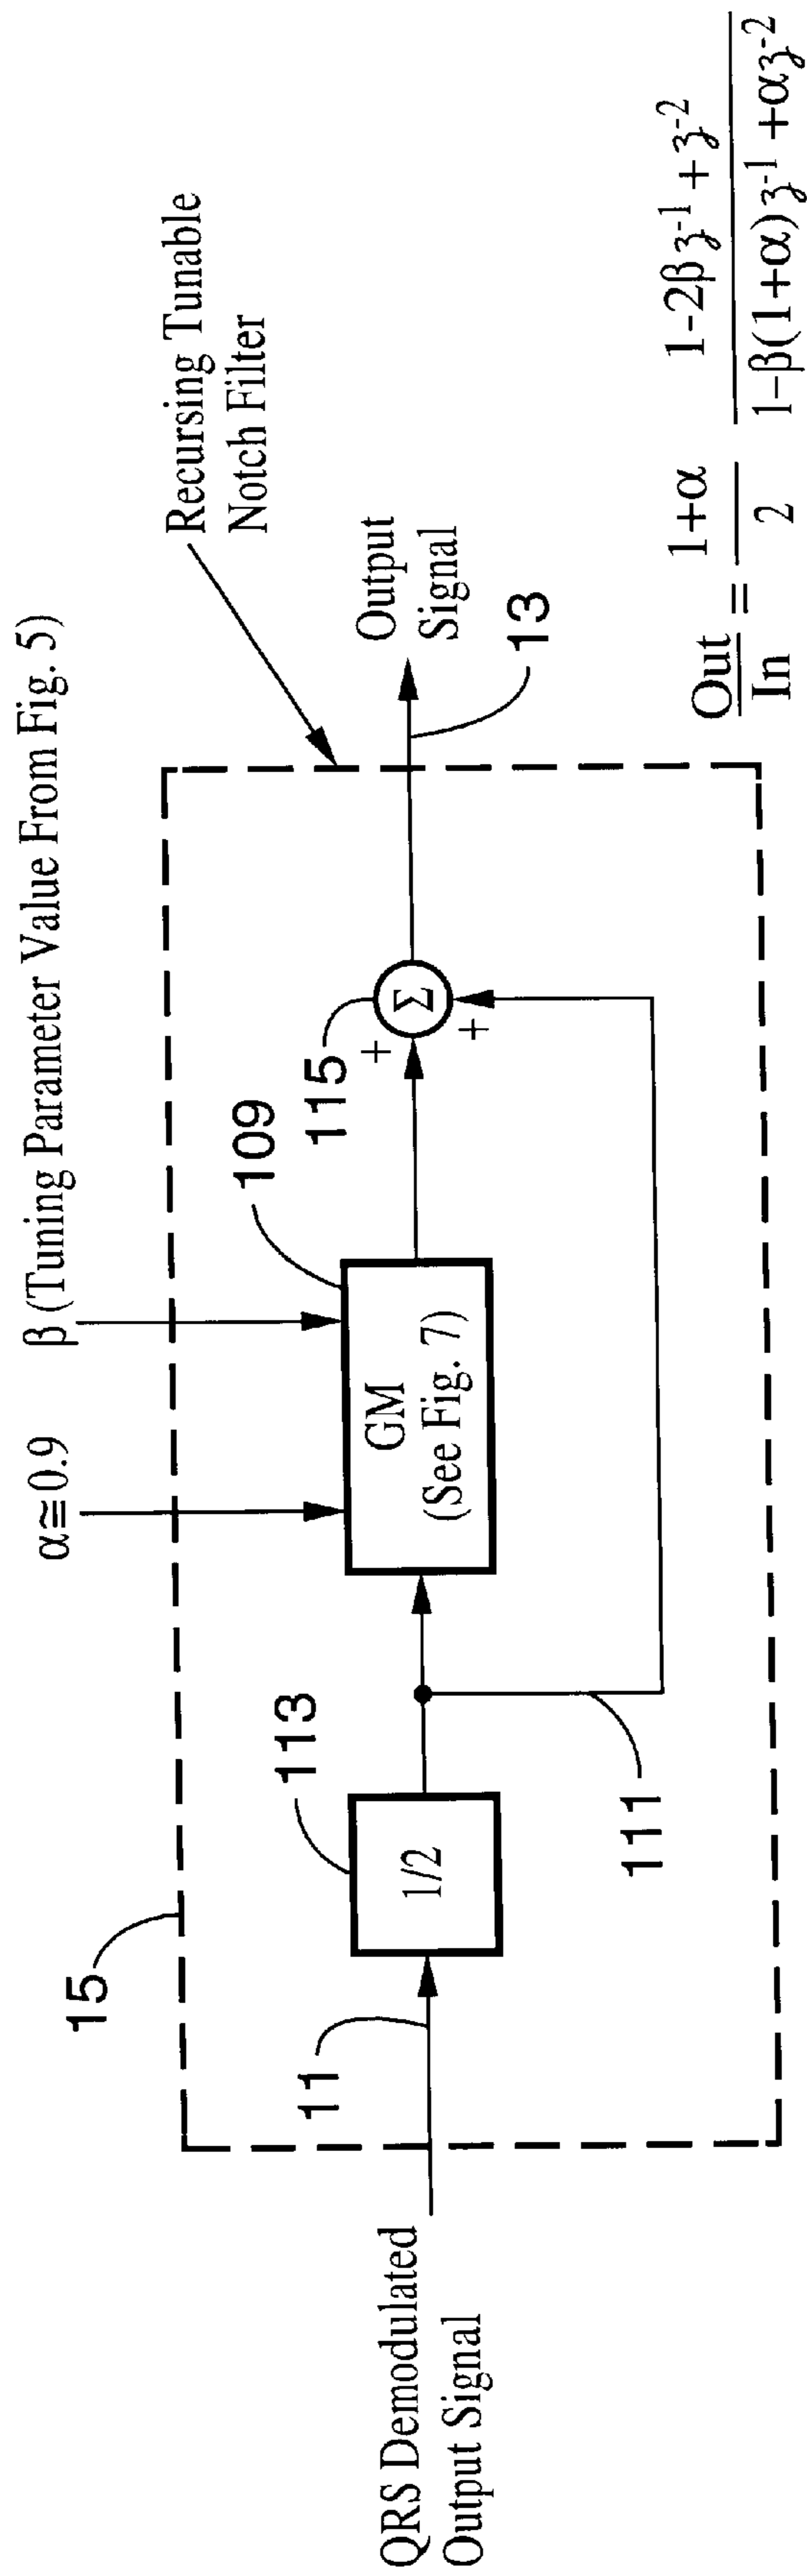 β (Tuning Parameter Value From Fig. 5)
α≅0.9
Recursing Tunable
Notch Filter
15
109
115
113
11
QRS Demodulated
Output Signal
1/2
GM
(See Fig. 7)
+
Σ
+
Output
Signal
13
111
Out/In = (1+α)/2 (1-2βz⁻¹+z⁻²)/(1-β(1+α)z⁻¹+αz⁻²)